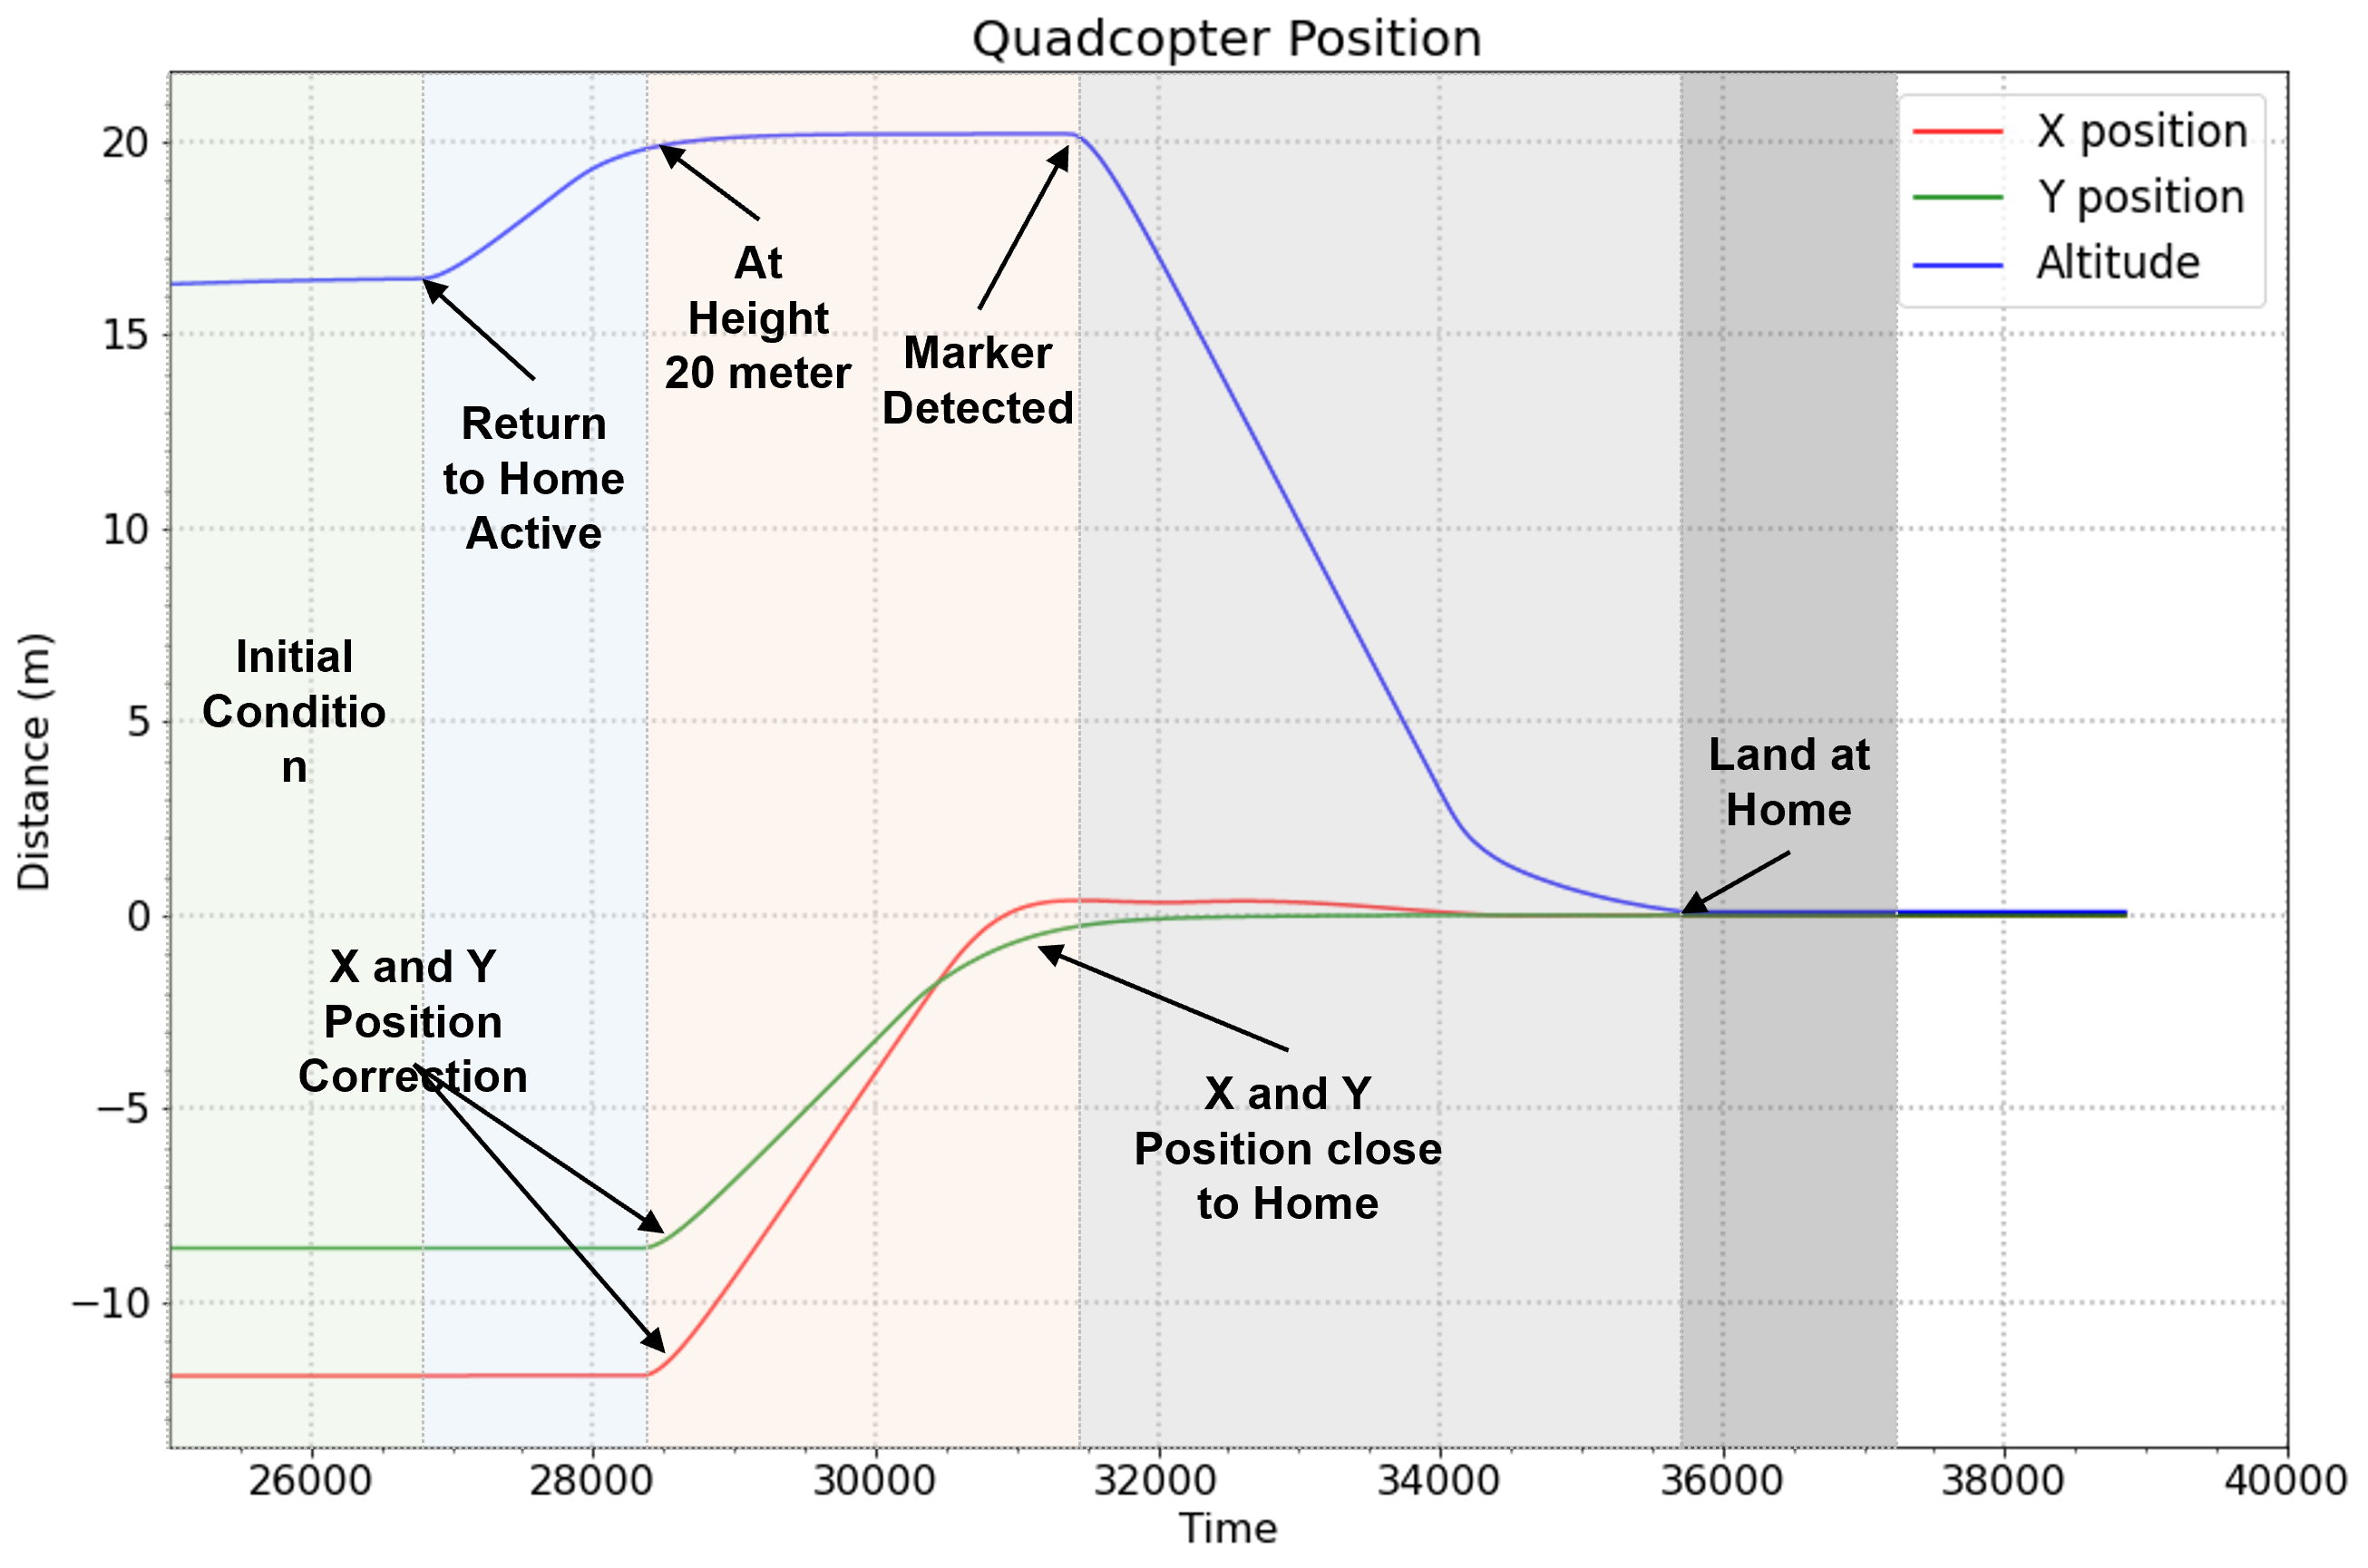 Quadcopter Position
X position
Y position
Altitude
20
15
10
5
0
−5
−10
Distance (m)
At
Height
20 meter
Marker
Detected
Return
to Home
Active
Initial
Conditio
n
Land at
Home
X and Y
Position
Correction
X and Y
Position close
to Home
26000
28000
30000
32000
34000
36000
38000
40000
Time